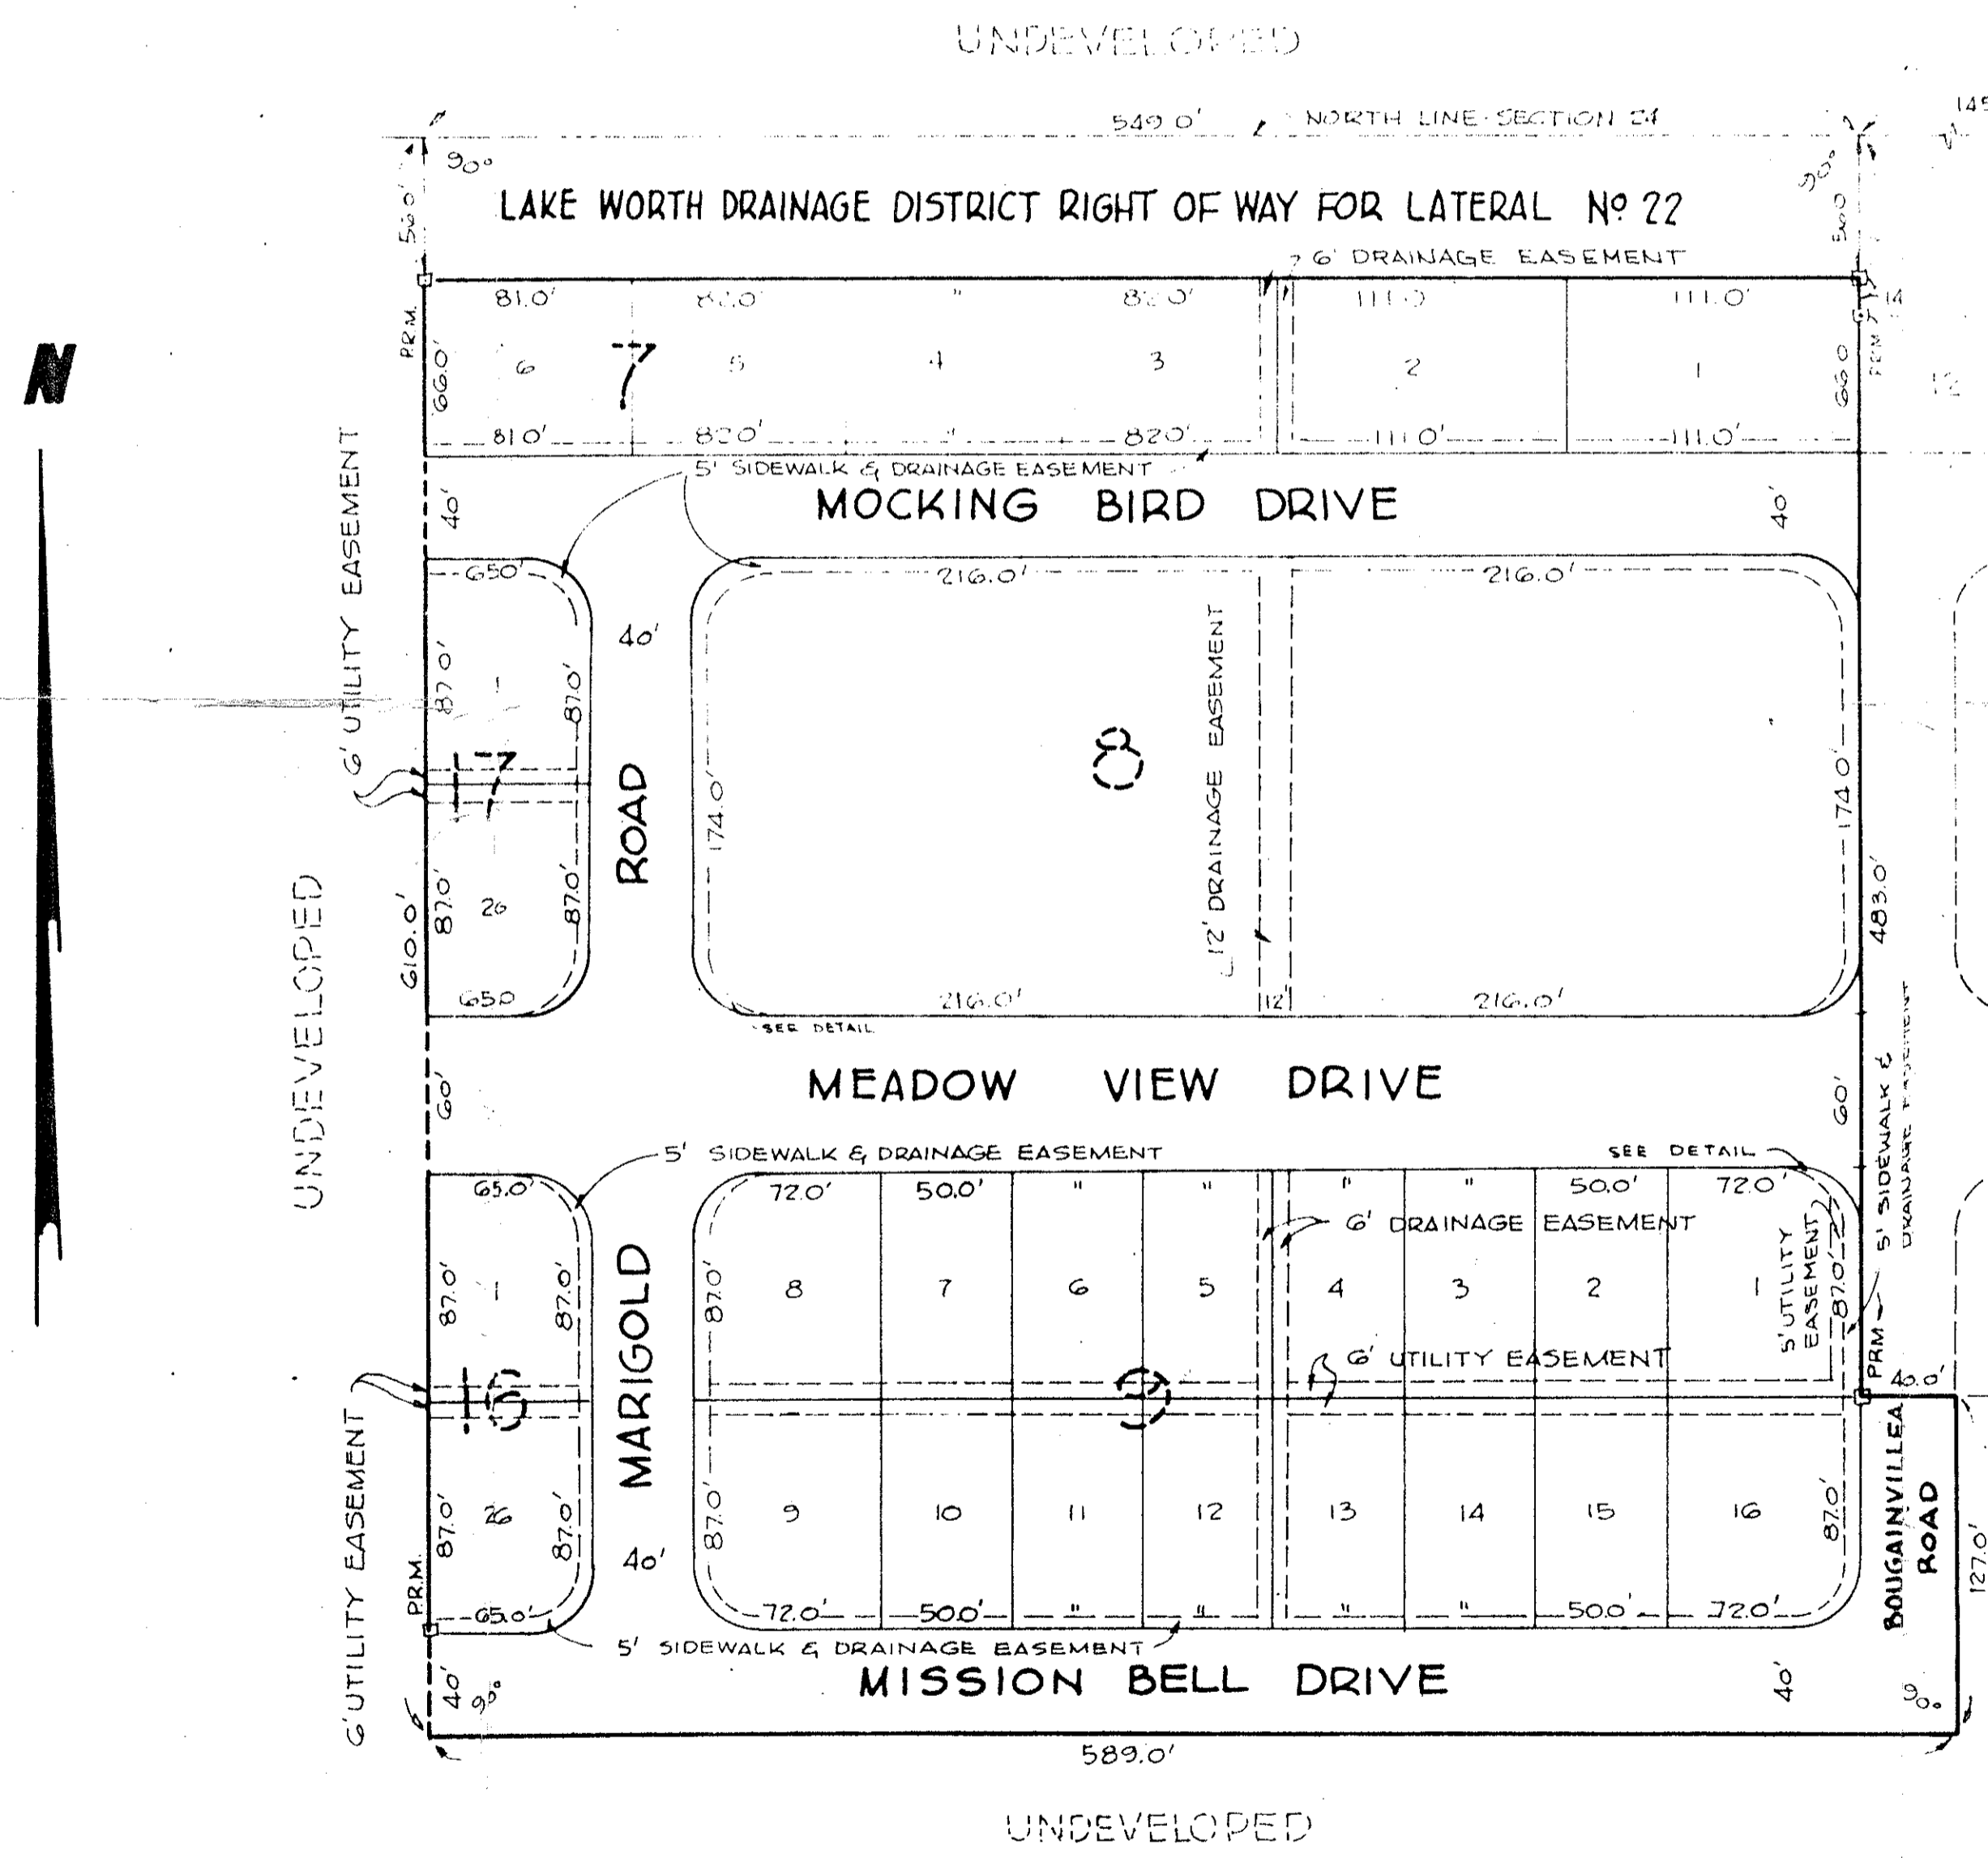 UNDEVELOPED
549.0' NORTH LINE SECTION 24
90°
90°
LAKE WORTH DRAINAGE DISTRICT RIGHT OF WAY FOR LATERAL Nº 22
6' DRAINAGE EASEMENT
P.R.M.
81.0' 82.0' " 82.0' 111.0 111.0'
14
N
66.0' 6 7 5 4 3 2 1 66.0
81.0' 82.0' " 82.0' 111.0' 111.0'
5' SIDEWALK & DRAINAGE EASEMENT
40' MOCKING BIRD DRIVE 40'
6' UTILITY EASEMENT
65.0' 216.0' 216.0'
40'
87.0' 1 87.0'
17
ROAD
174.0'
8
12' DRAINAGE EASEMENT
174.0'
87.0' 26 87.0'
610.0'
483.0'
65.0 216.0' 12' 216.0'
SEE DETAIL
UNDEVELOPED
60' MEADOW VIEW DRIVE 60'
5' SIDEWALK &
DRAINAGE EASEMENT
5' SIDEWALK & DRAINAGE EASEMENT
SEE DETAIL
65.0' 72.0' 50.0' " " " " 50.0' 72.0'
6' DRAINAGE EASEMENT
5' UTILITY
EASEMENT
87.0' 1 87.0' 87.0' 8 7 6 5 4 3 2 1 87.0'
MARIGOLD
6' UTILITY EASEMENT
PRM
40.0'
16
9
6' UTILITY EASEMENT
87.0' 26 87.0' 87.0' 9 10 11 12 13 14 15 16 87.0'
BOUGAINVILLEA
ROAD
127.0'
40'
P.R.M.
65.0' 72.0' 50.0' " " " " 50.0' 72.0'
5' SIDEWALK & DRAINAGE EASEMENT
40' 90° MISSION BELL DRIVE 40' 90°
589.0'
UNDEVELOPED